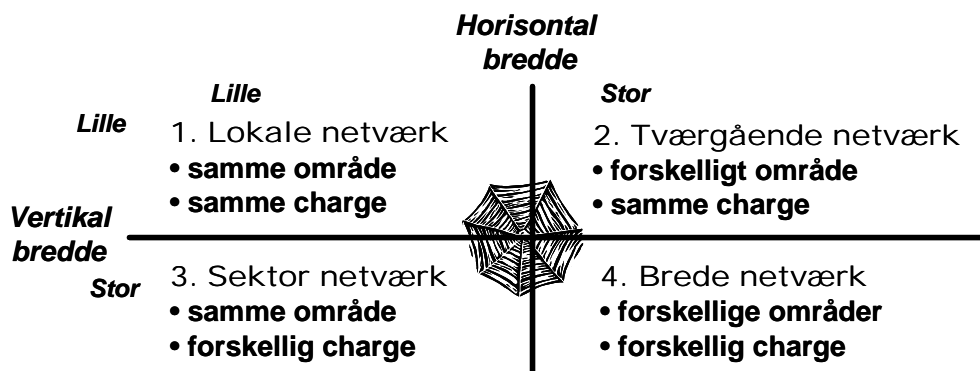 Horisontal
bredde
Lille
Stor
Lille
1. Lokale netværk
• samme område
• samme charge
2. Tværgående netværk
• forskelligt område
• samme charge
Vertikal
bredde
Stor
3. Sektor netværk
• samme område
• forskellig charge
4. Brede netværk
• forskellige områder
• forskellig charge